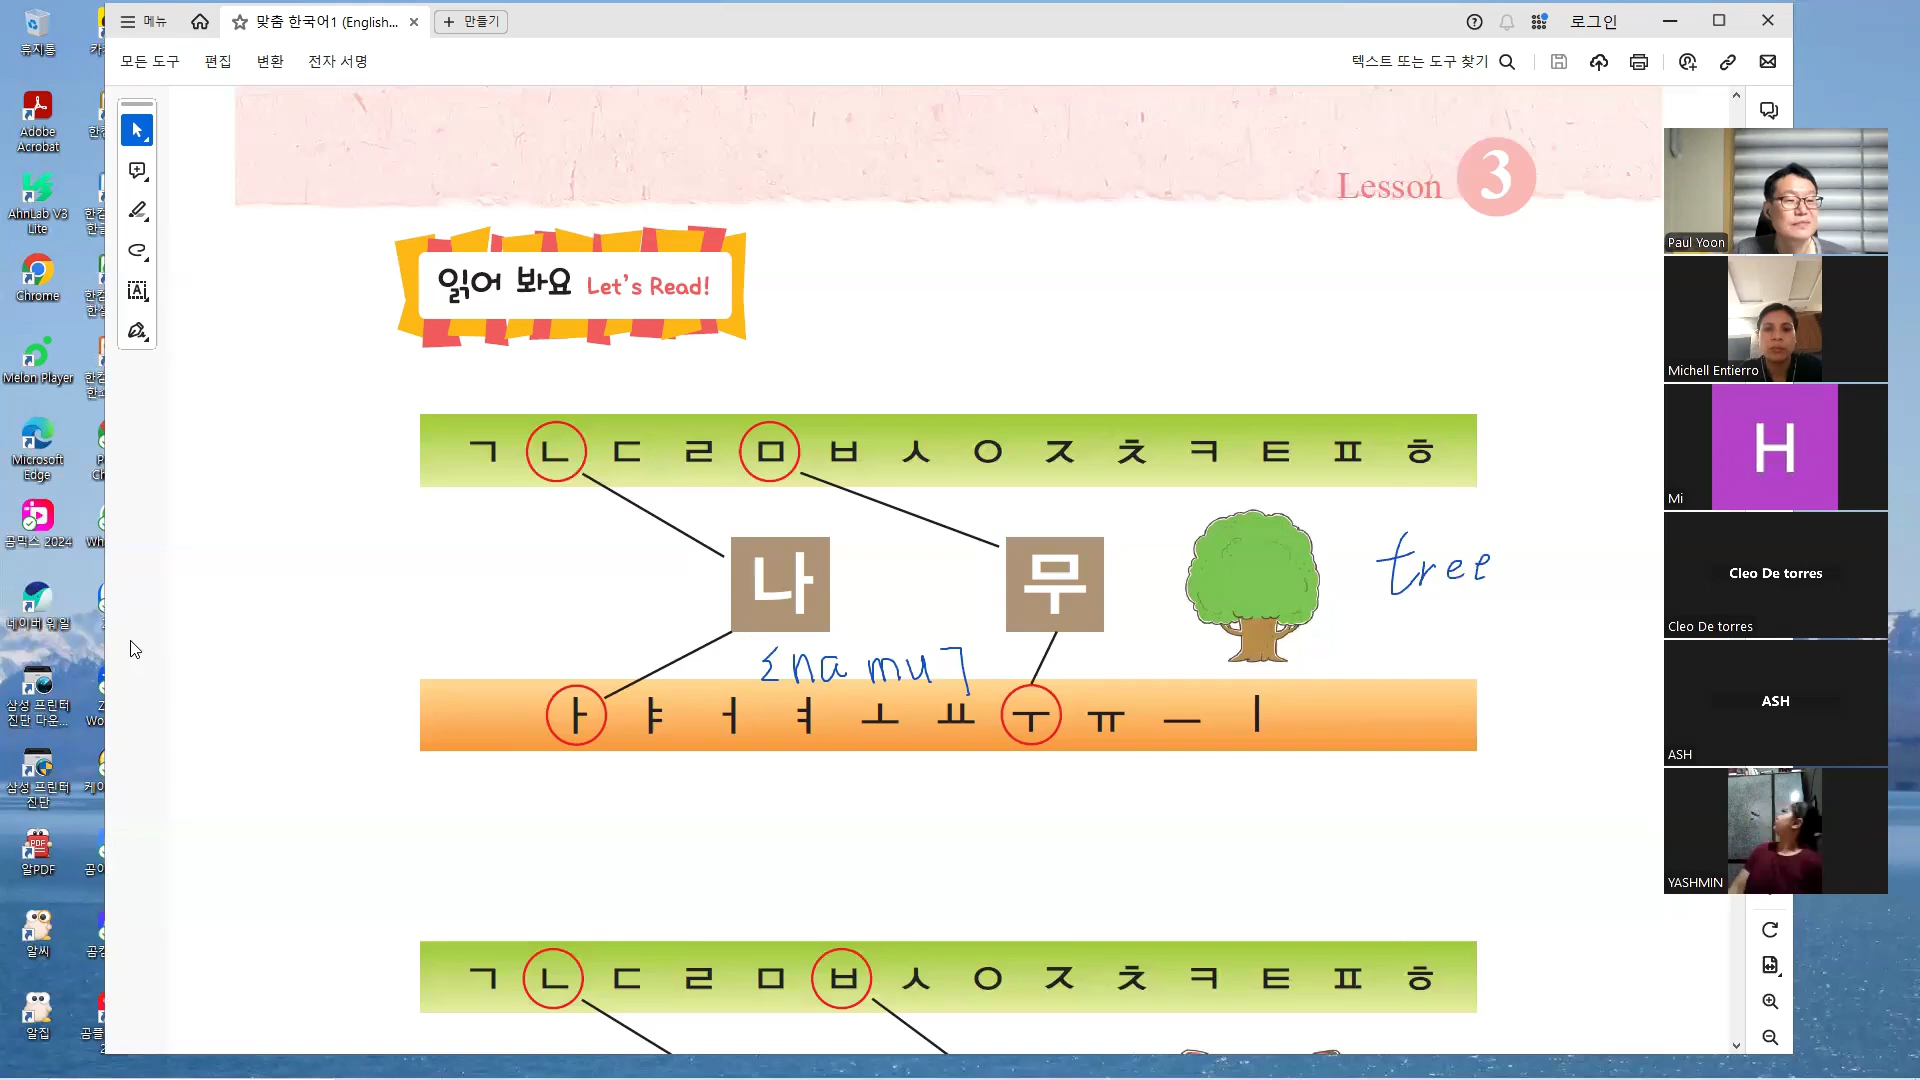 메뉴
맞춤 한국어1 (English...
만들기
로그인
모든 도구 편집 변환 전자 서명
텍스트 또는 도구 찾기
휴지통
Adobe Acrobat
AhnLab V3 Lite
Chrome
Melon Player
Microsoft Edge
곰믹스 2024
네이버 웨일
삼성 프린터 진단 다운...
삼성 프린터 진단
알PDF
알씨
알집
Lesson 3
읽어 봐요 Let's Read!
ㄱ ㄴ ㄷ ㄹ ㅁ ㅂ ㅅ ㅇ ㅈ ㅊ ㅋ ㅌ ㅍ ㅎ
나 무 tree
[na mu]
ㅏ ㅑ ㅓ ㅕ ㅗ ㅛ ㅜ ㅠ ㅡ ㅣ
ㄱ ㄴ ㄷ ㄹ ㅁ ㅂ ㅅ ㅇ ㅈ ㅊ ㅋ ㅌ ㅍ ㅎ
Paul Yoon
Michell Entierro
H
Mi
Cleo De torres
Cleo De torres
ASH
ASH
YASHMIN